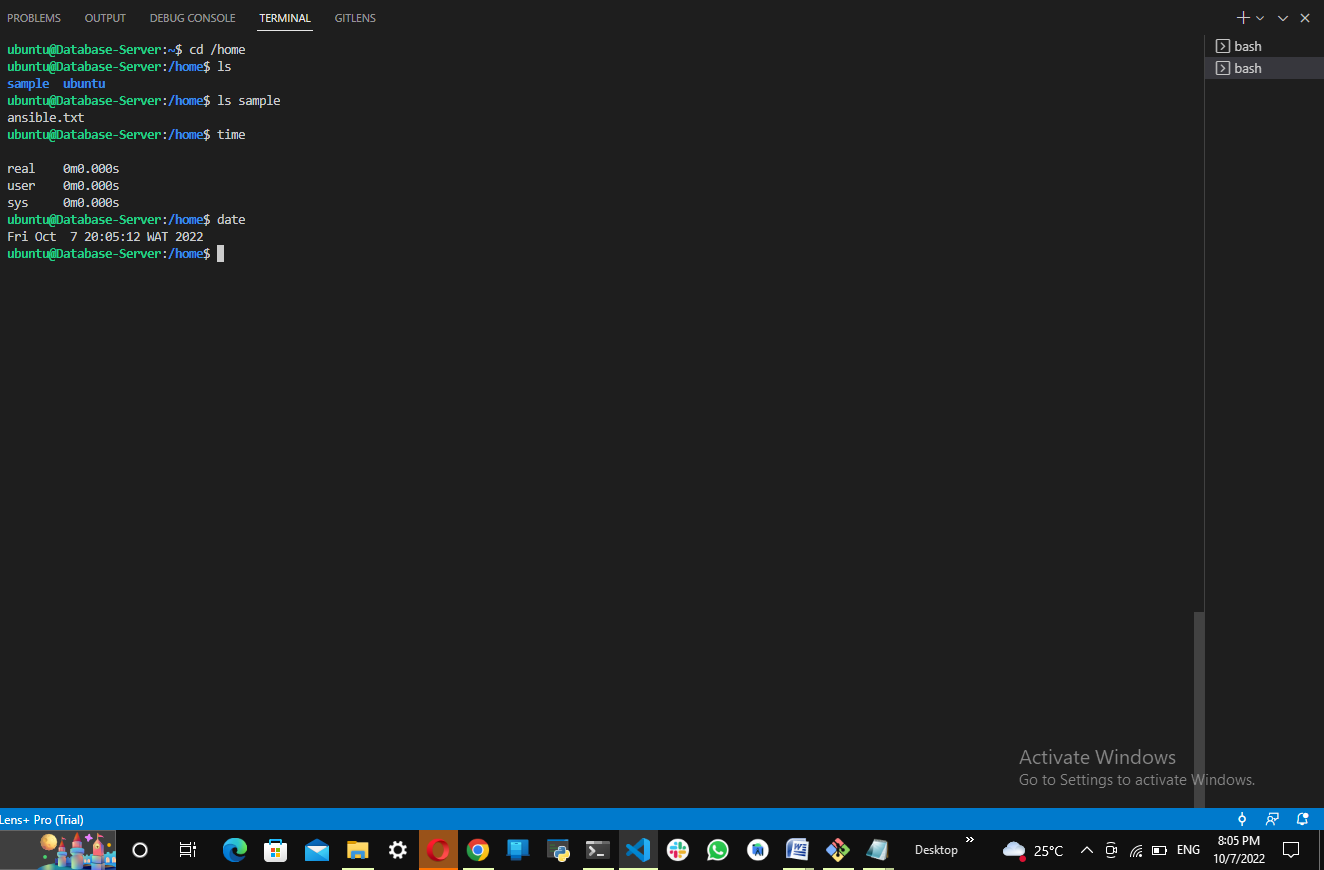 PROBLEMS OUTPUT DEBUG CONSOLE TERMINAL GITLENS
ubuntu@Database-Server:~$ cd /home
ubuntu@Database-Server:/home$ ls
sample  ubuntu
ubuntu@Database-Server:/home$ ls sample
ansible.txt
ubuntu@Database-Server:/home$ time
real    0m0.000s
user    0m0.000s
sys     0m0.000s
ubuntu@Database-Server:/home$ date
Fri Oct  7 20:05:12 WAT 2022
ubuntu@Database-Server:/home$
bash
bash
Activate Windows
Go to Settings to activate Windows.
Lens+ Pro (Trial)
Desktop
25°C
ENG
8:05 PM
10/7/2022